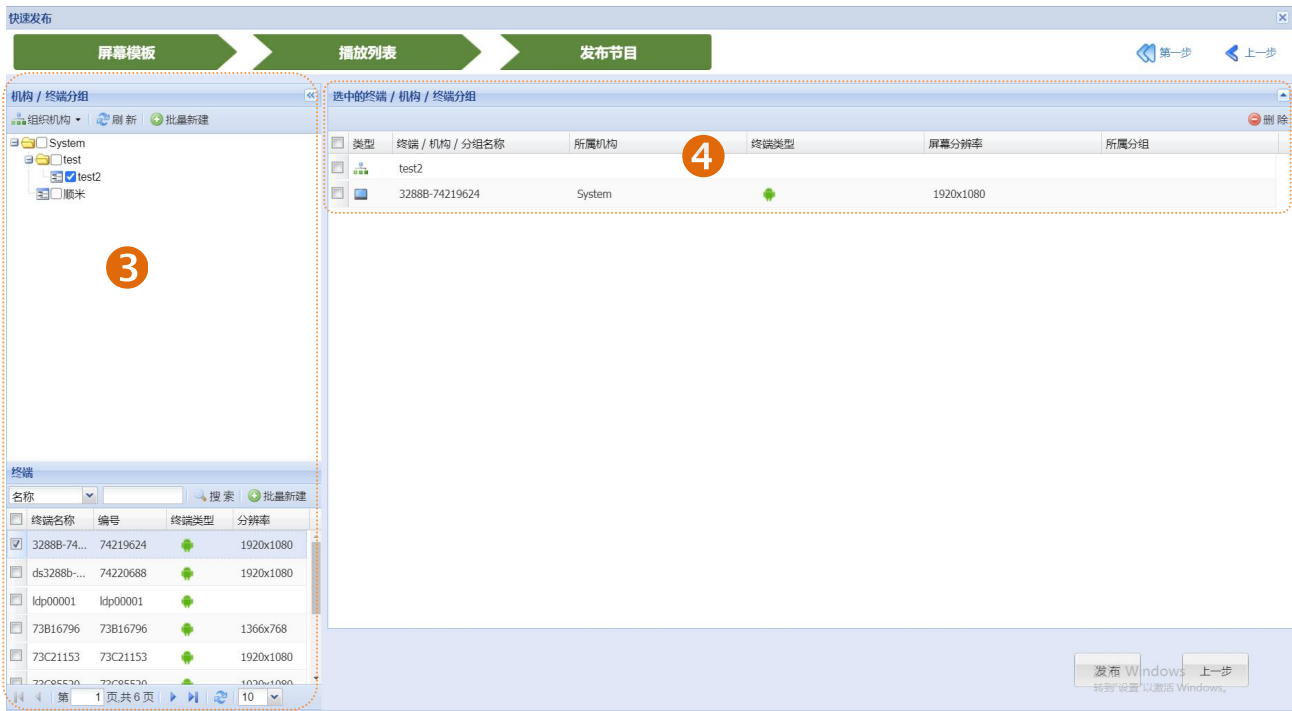 快速发布
屏幕模板 播放列表 发布节目 第一步 上一步
机构 / 终端分组
组织机构 刷 新 批量新建
System
test
test2
顺米
3
终端
名称 搜 索 批量新建
终端名称 编号 终端类型 分辨率
3288B-74... 74219624 1920x1080
ds3288b-... 74220688 1920x1080
ldp00001 ldp00001
73B16796 73B16796 1366x768
73C21153 73C21153 1920x1080
73C85520 73C85520 1920x1080
第 1 页,共 6 页 10
选中的终端 / 机构 / 终端分组
删 除
类型 终端 / 机构 / 分组名称 所属机构 终端类型 屏幕分辨率 所属分组
4
test2
3288B-74219624 System 1920x1080
发布 Windows 上一步
转到"设置"以激活 Windows。